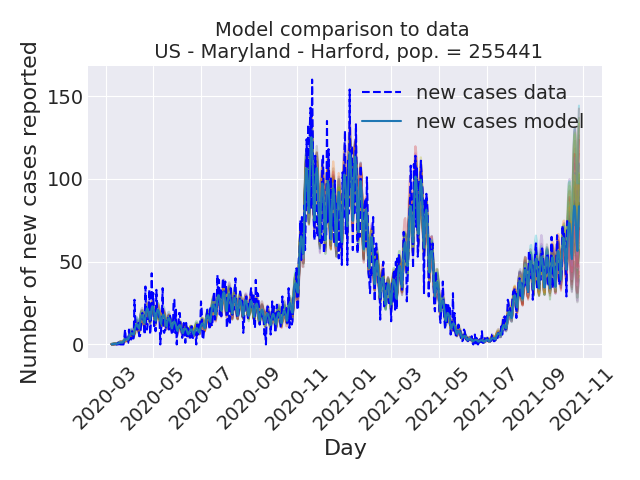 Model comparison to data
US - Maryland - Harford, pop. = 255441
Number of new cases reported
150
100
50
0
new cases data
new cases model
2020-03
2020-05
2020-07
2020-09
2020-11
2021-01
2021-03
2021-05
2021-07
2021-09
2021-11
Day